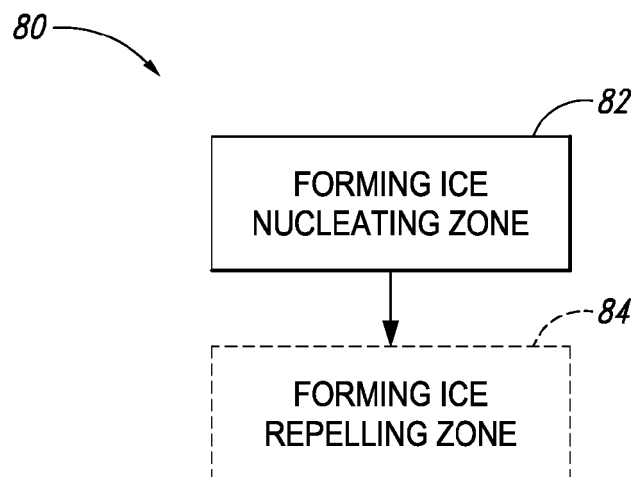 80
82
FORMING ICE
NUCLEATING ZONE
84
FORMING ICE
REPELLING ZONE